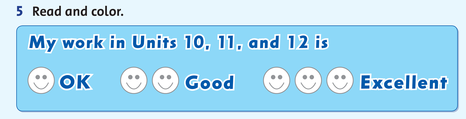 5 Read and color.
My work in Units 10, 11, and 12 is
OK Good Excellent